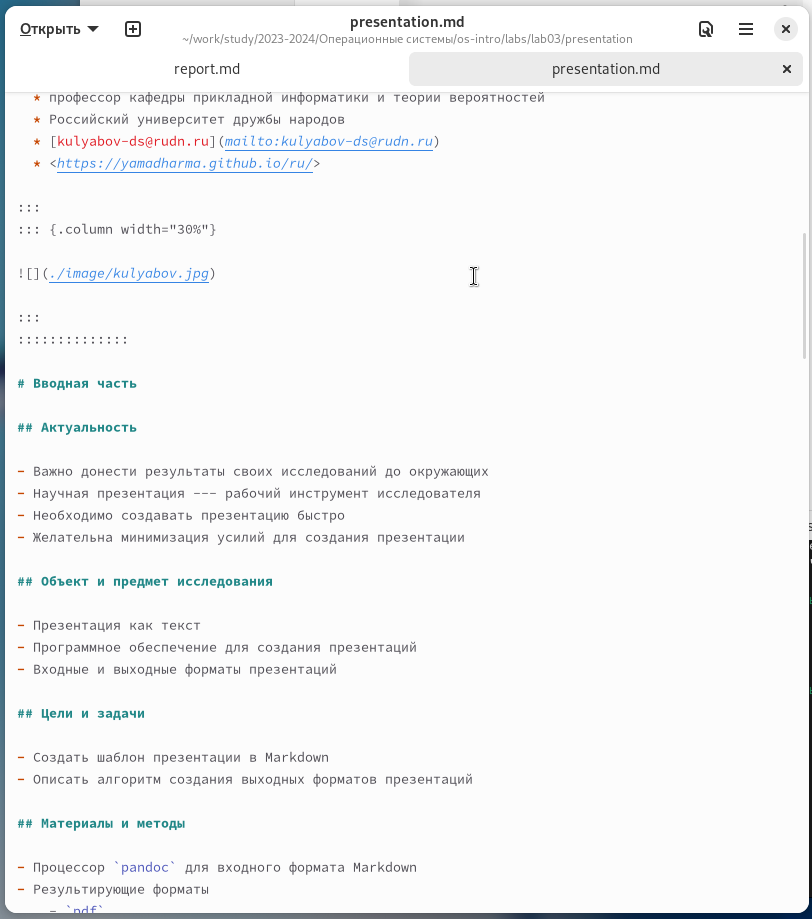 Открыть
presentation.md
~/work/study/2023-2024/Операционные системы/os-intro/labs/lab03/presentation
report.md
presentation.md
* профессор кафедры прикладной информатики и теории вероятностей
* Российский университет дружбы народов
* [kulyabov-ds@rudn.ru](mailto:kulyabov-ds@rudn.ru)
* <https://yamadharma.github.io/ru/>
:::
::: {.column width="30%"}
![](./image/kulyabov.jpg)
:::
::::::::::::::
# Вводная часть
## Актуальность
- Важно донести результаты своих исследований до окружающих
- Научная презентация --- рабочий инструмент исследователя
- Необходимо создавать презентацию быстро
- Желательна минимизация усилий для создания презентации
## Объект и предмет исследования
- Презентация как текст
- Программное обеспечение для создания презентаций
- Входные и выходные форматы презентаций
## Цели и задачи
- Создать шаблон презентации в Markdown
- Описать алгоритм создания выходных форматов презентаций
## Материалы и методы
- Процессор `pandoc` для входного формата Markdown
- Результирующие форматы
- `pdf`